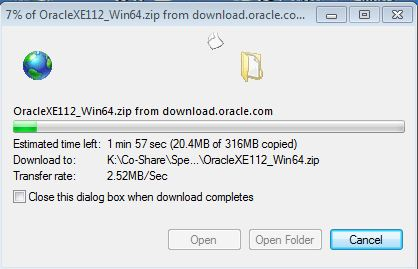 7% of OracleXE112_Win64.zip from download.oracle.co...
OracleXE112_Win64.zip from download.oracle.com
Estimated time left: 1 min 57 sec (20.4MB of 316MB copied)
Download to: K:\Co-Share\Spe...\OracleXE112_Win64.zip
Transfer rate: 2.52MB/Sec
Close this dialog box when download completes
Open Open Folder Cancel